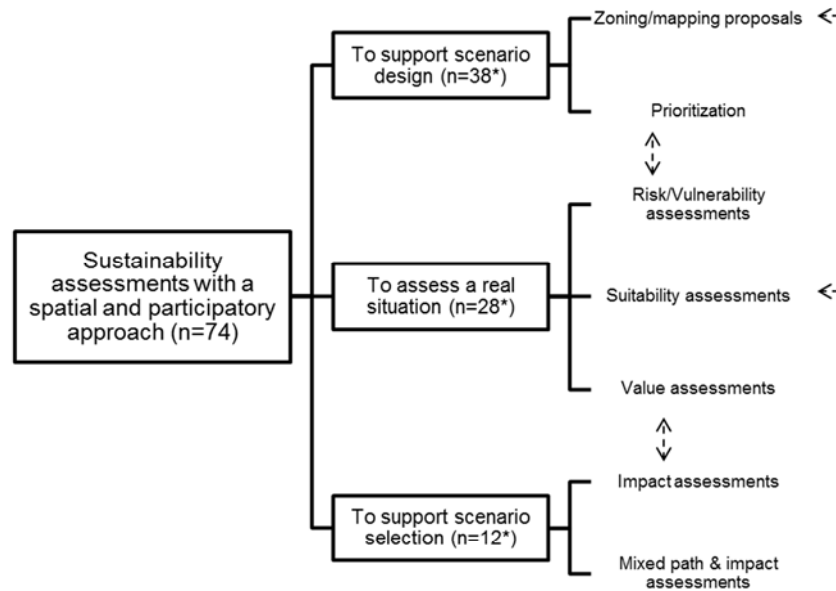 Sustainability
assessments with a
spatial and participatory
approach (n=74)
To support scenario
design (n=38*)
Zoning/mapping proposals
Prioritization
To assess a real
situation (n=28*)
Risk/Vulnerability
assessments
Suitability assessments
Value assessments
To support scenario
selection (n=12*)
Impact assessments
Mixed path & impact
assessments